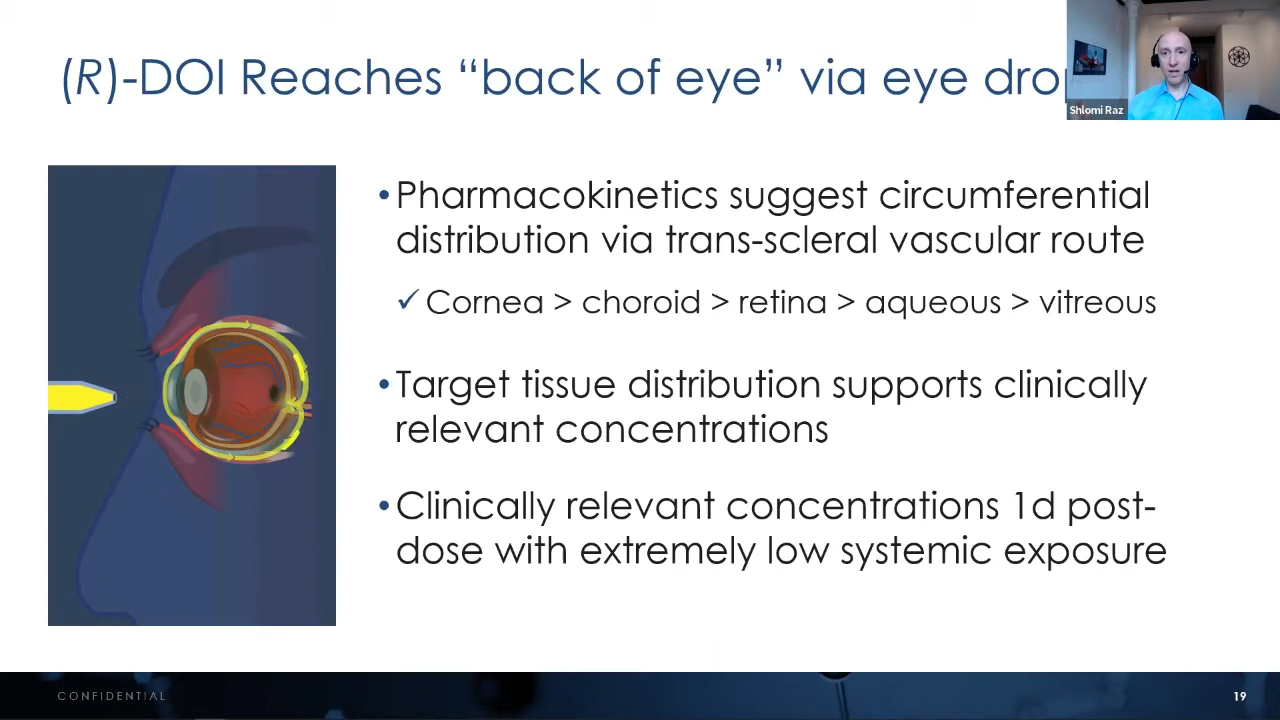 (R)-DOI Reaches “back of eye” via eye
Shlomi Raz
•Pharmacokinetics suggest circumferential
distribution via trans-scleral vascular route
✓ Cornea > choroid > retina > aqueous > vitreous
•Target tissue distribution supports clinically
relevant concentrations
•Clinically relevant concentrations 1d post-
dose with extremely low systemic exposure
CONFIDENTIAL
19